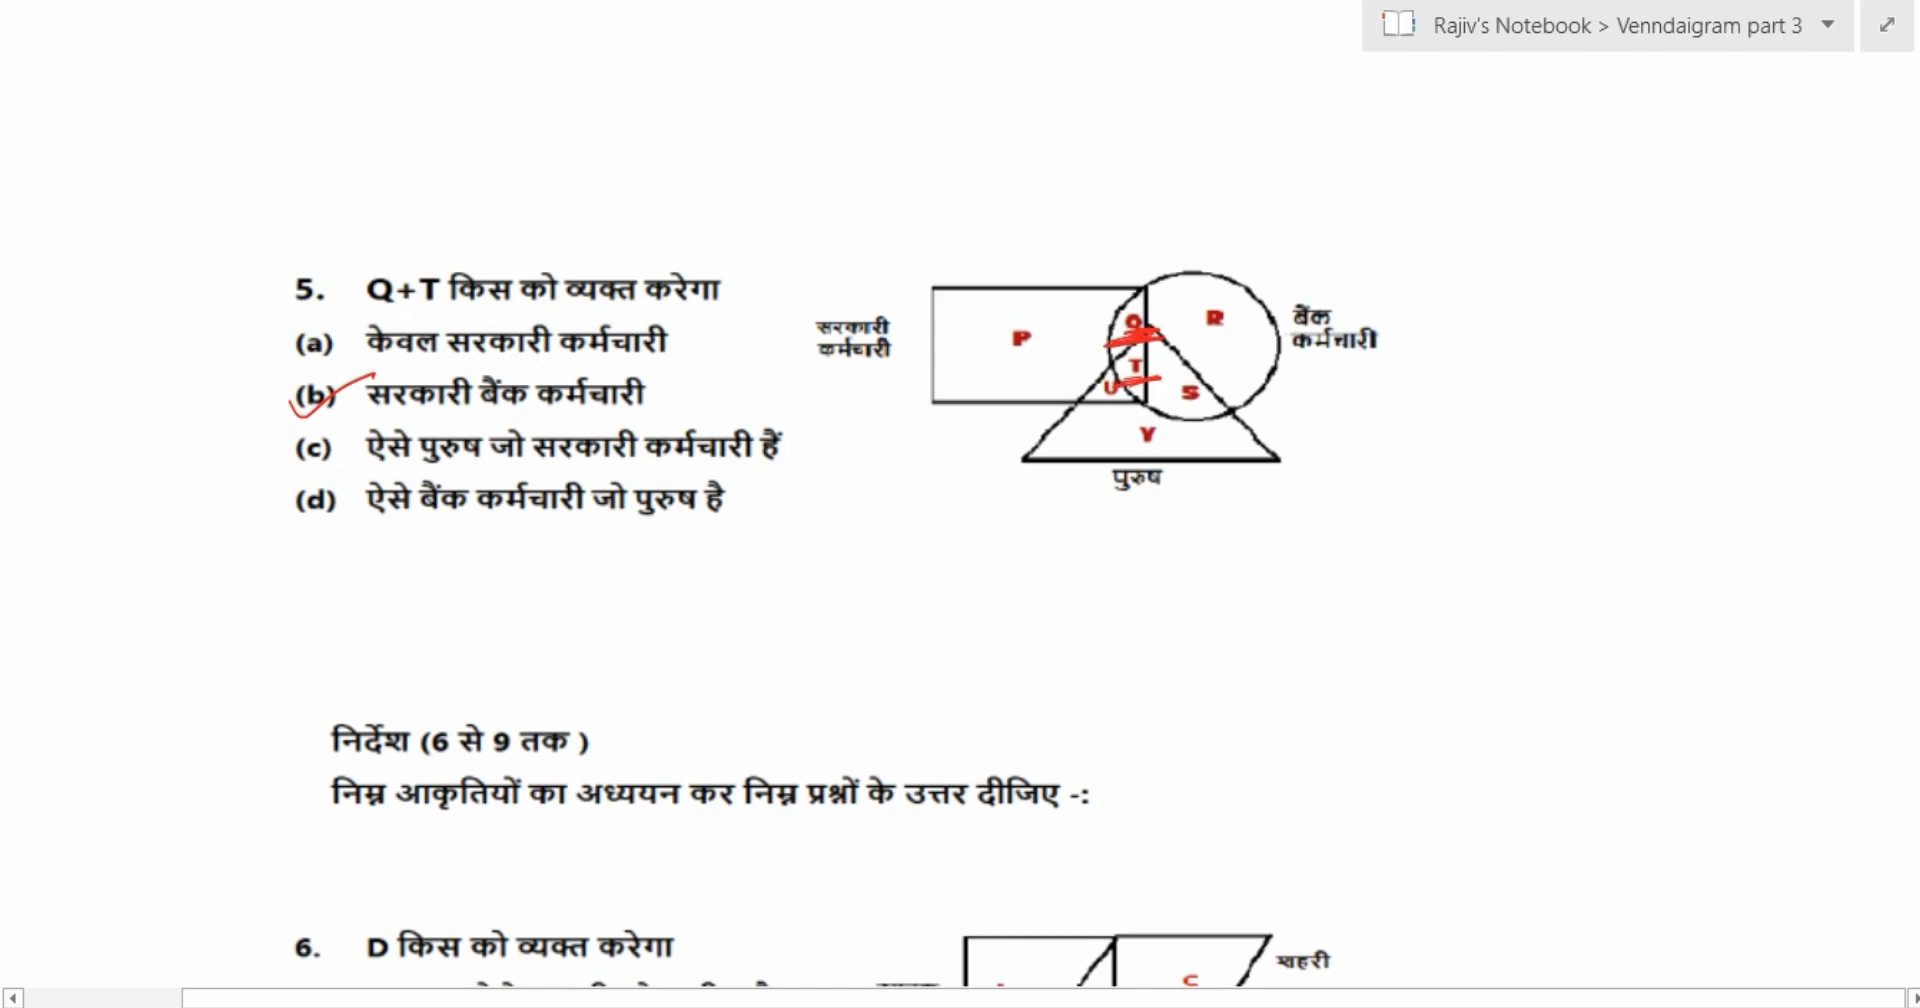 Rajiv's Notebook > Venndaigram part 3
5. Q+T किस को व्यक्त करेगा
(a) केवल सरकारी कर्मचारी
(b) सरकारी बैंक कर्मचारी
(c) ऐसे पुरुष जो सरकारी कर्मचारी हैं
(d) ऐसे बैंक कर्मचारी जो पुरुष है
सरकारी
कर्मचारी
P
Q
R
T
U
S
V
बैंक
कर्मचारी
पुरुष
निर्देश (6 से 9 तक )
निम्न आकृतियों का अध्ययन कर निम्न प्रश्नों के उत्तर दीजिए -:
6. D किस को व्यक्त करेगा
C
शहरी